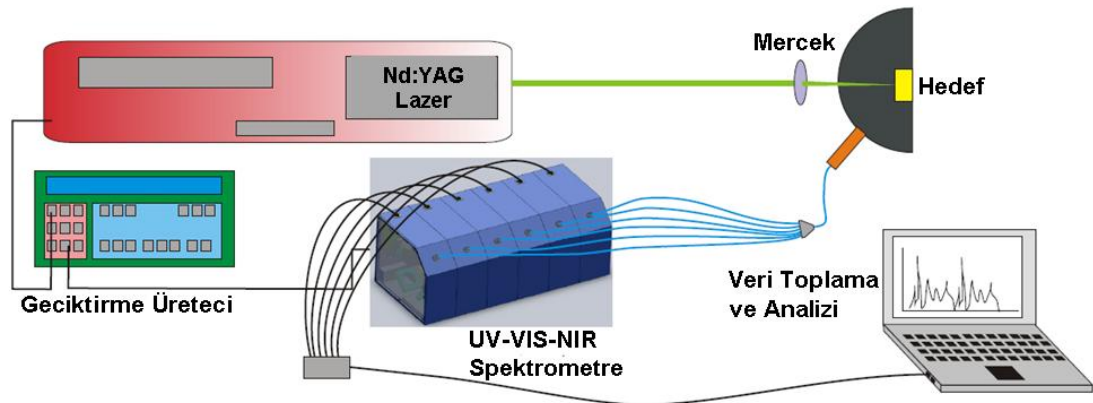 Nd:YAG
Lazer
Mercek
Hedef
Geciktirme Üreteci
UV-VIS-NIR
Spektrometre
Veri Toplama
ve Analizi